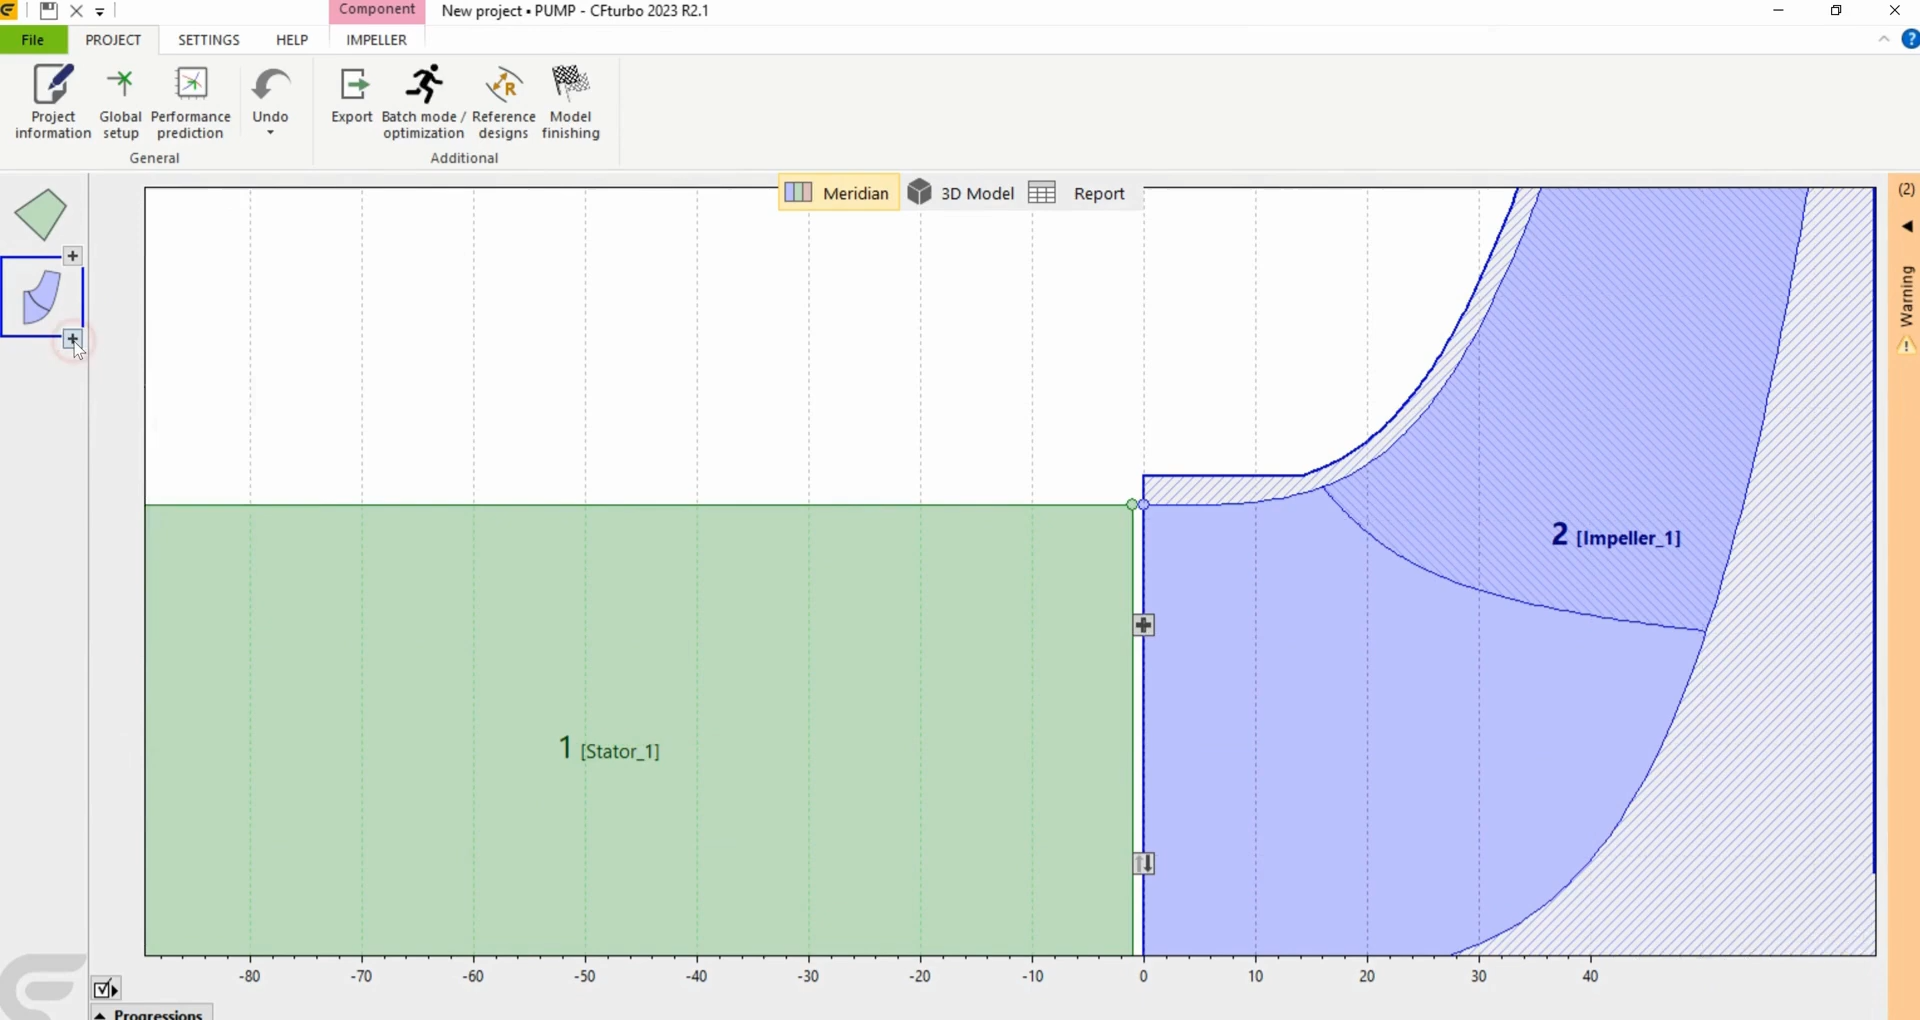 Component
New project • PUMP - CFturbo 2023 R2.1
File PROJECT SETTINGS HELP IMPELLER
?
Project information
Global setup
Performance prediction
Undo
Export
Batch mode / optimization
R
Reference designs
Model finishing
General
Additional
Meridian
3D Model
Report
(2)
Warning
2 [Impeller_1]
1 [Stator_1]
-80 -70 -60 -50 -40 -30 -20 -10 0 10 20 30 40
Progressions